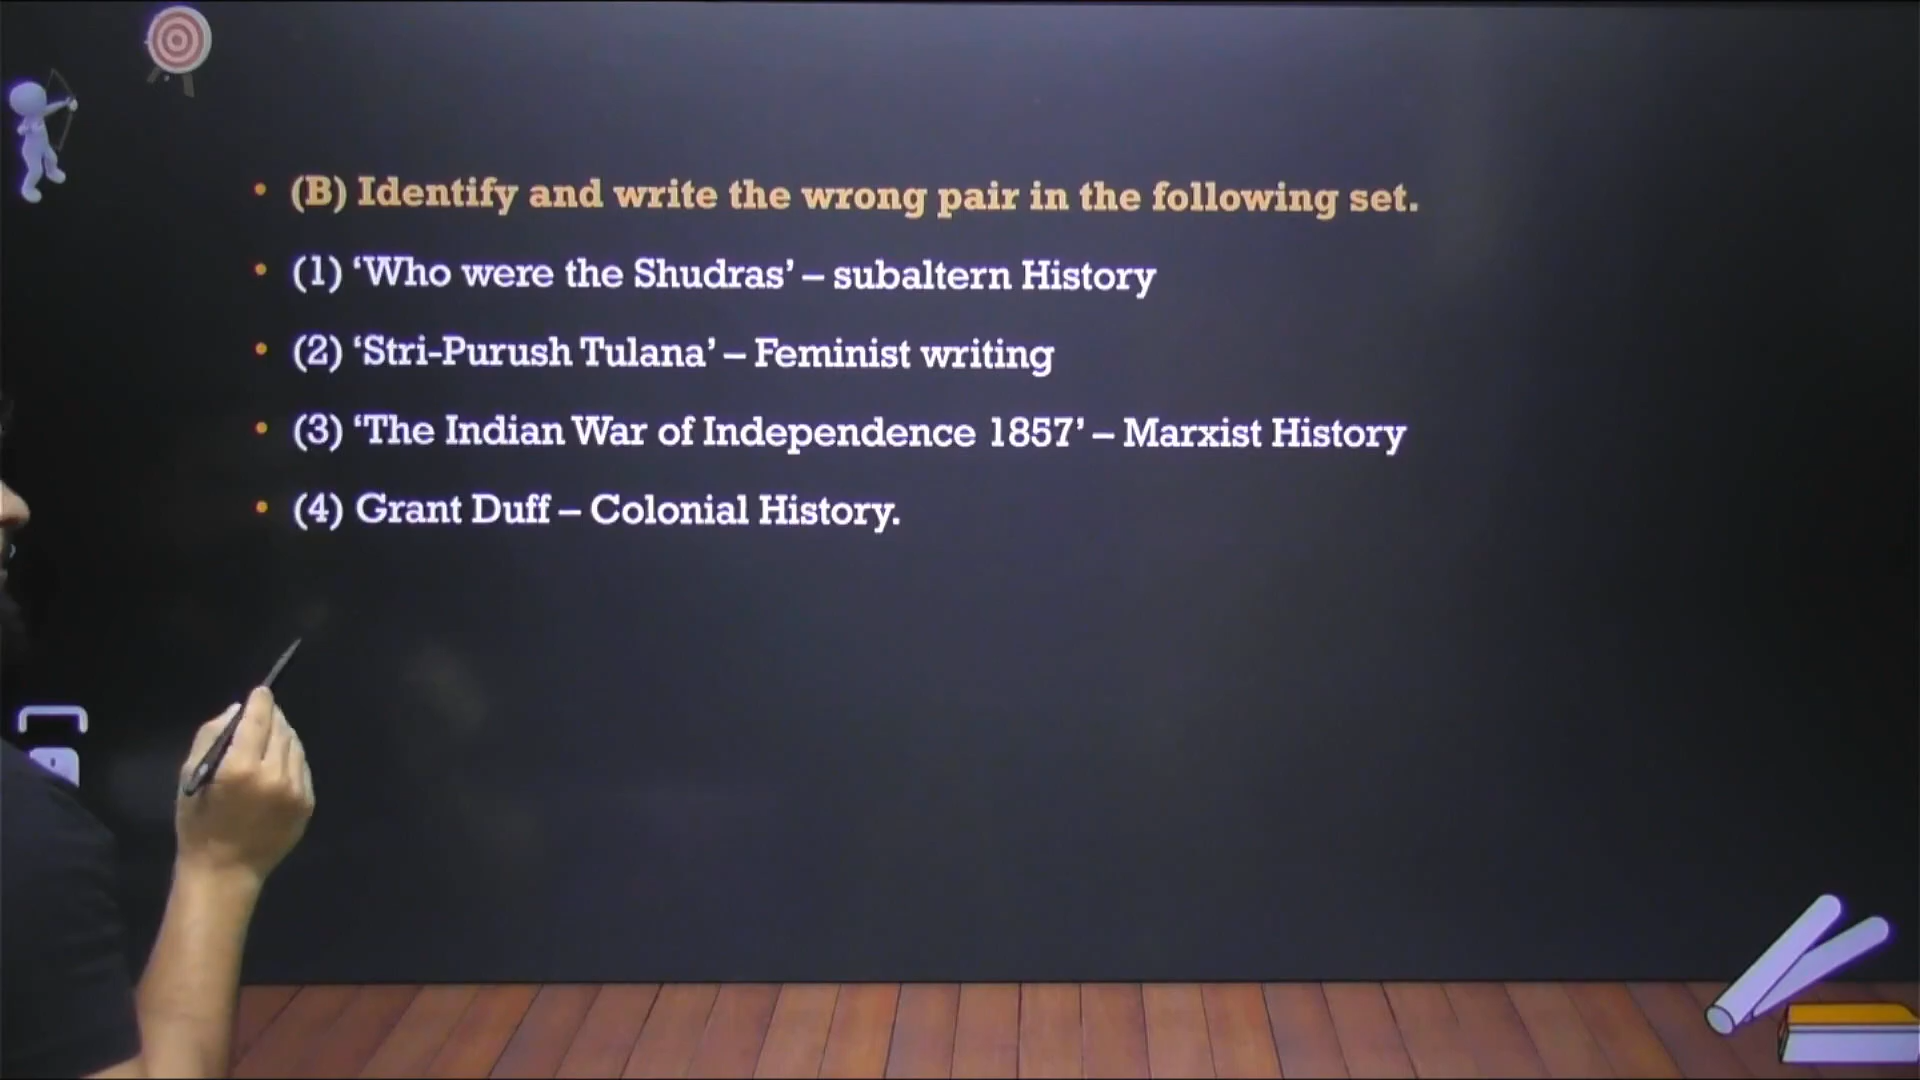 • (B) Identify and write the wrong pair in the following set.
• (1) ‘Who were the Shudras’ – subaltern History
• (2) ‘Stri-Purush Tulana’ – Feminist writing
• (3) ‘The Indian War of Independence 1857’ – Marxist History
• (4) Grant Duff – Colonial History.